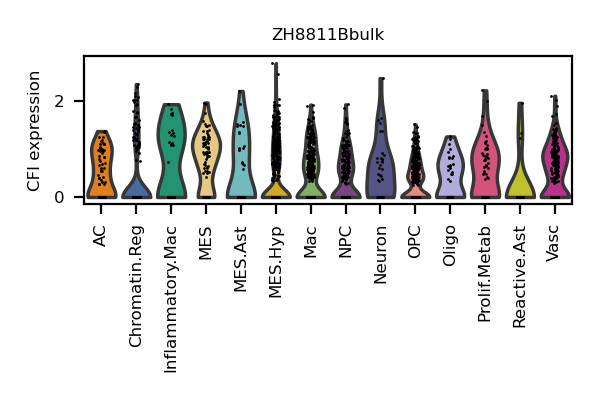 ZH8811Bbulk
CFI expression
2
0
AC
Chromatin.Reg
Inflammatory.Mac
MES
MES.Ast
MES.Hyp
Mac
NPC
Neuron
OPC
Oligo
Prolif.Metab
Reactive.Ast
Vasc